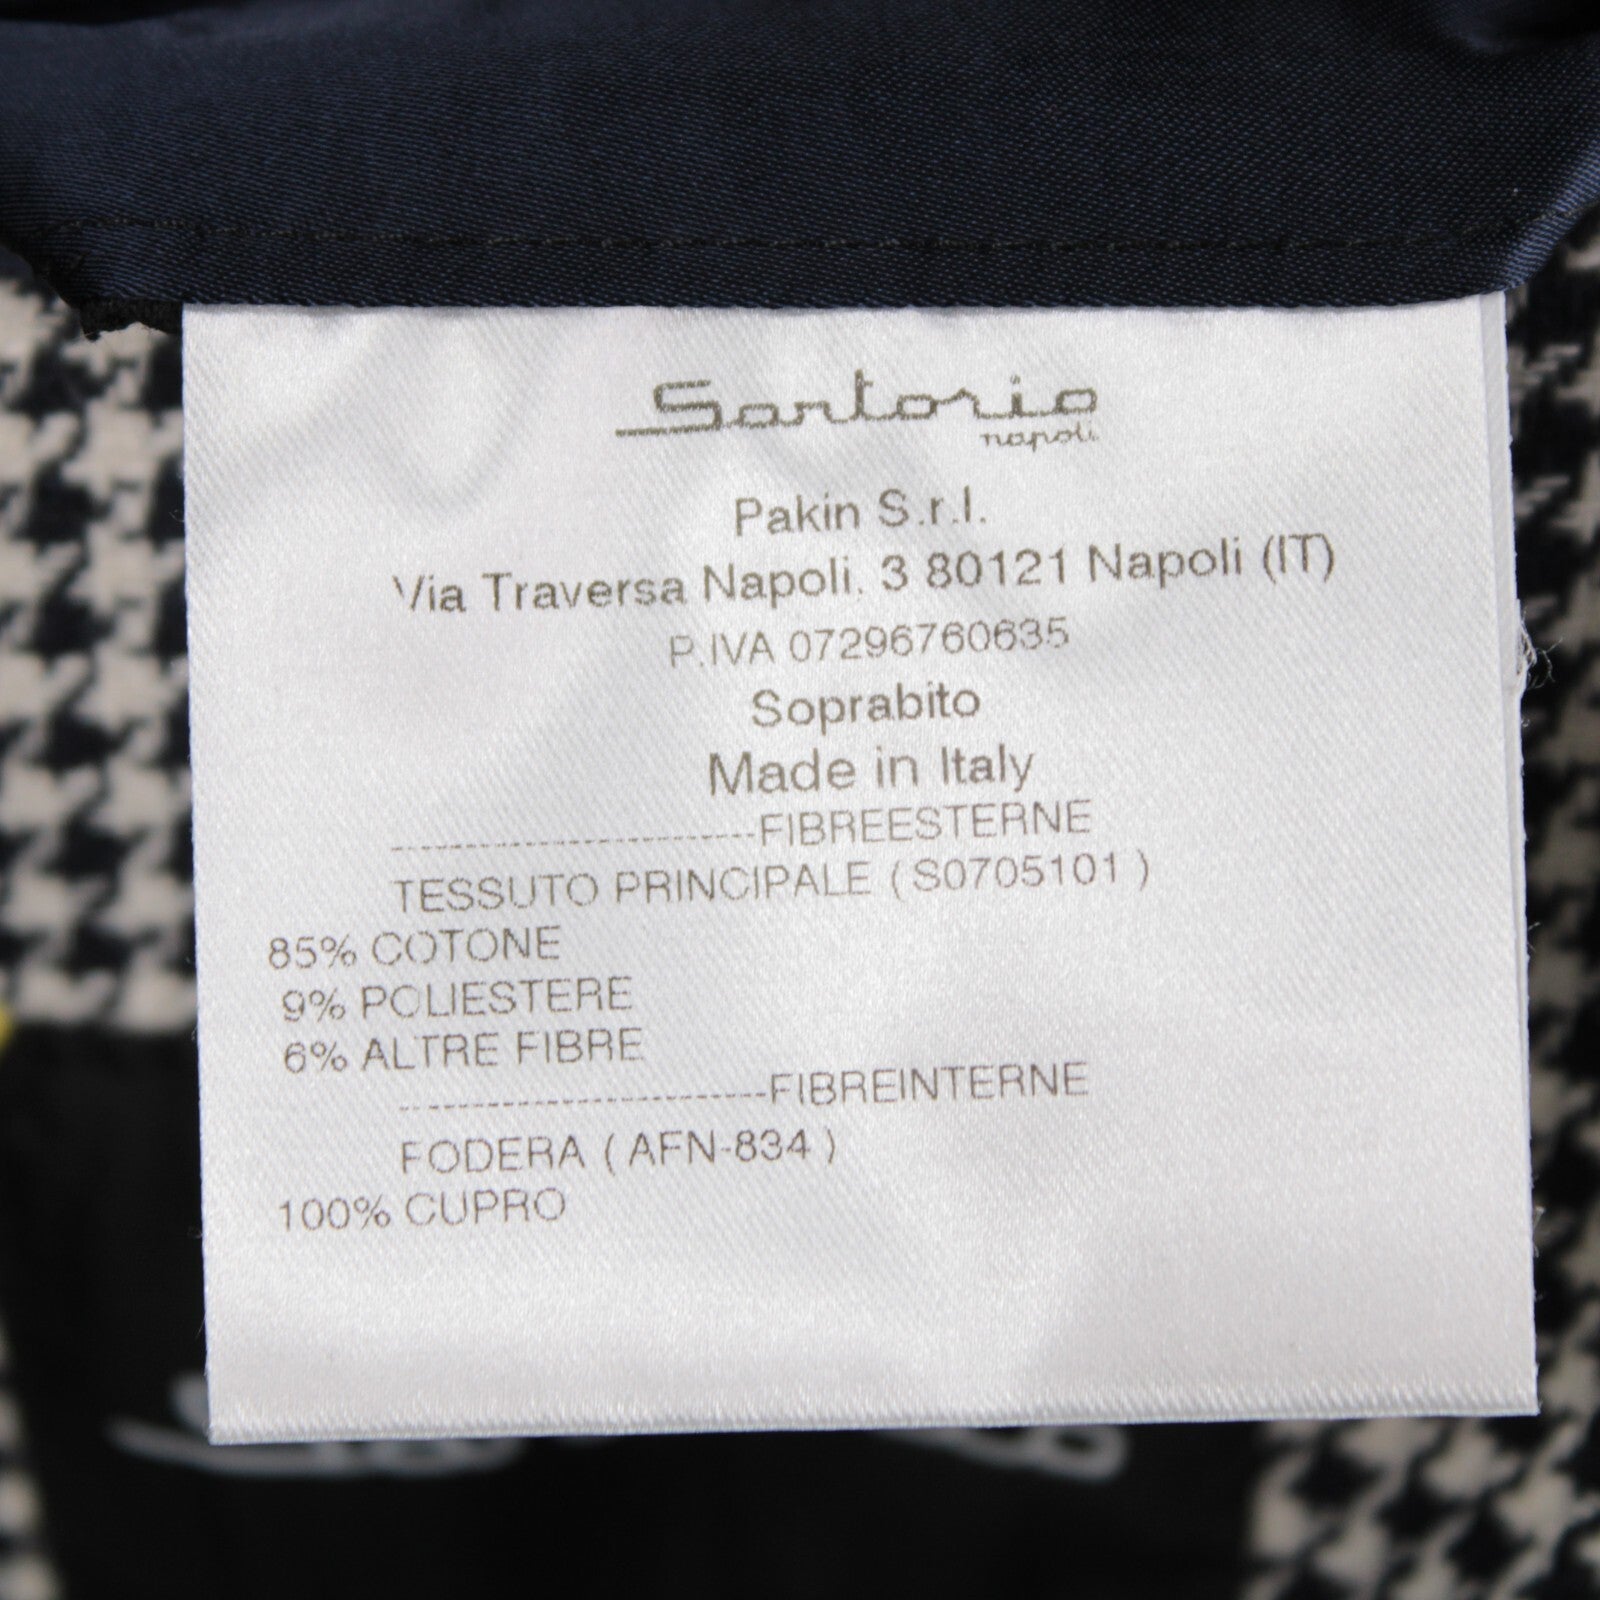 Sartorio
napoli
Pakin S.r.l.
Via Traversa Napoli, 3 80121 Napoli (IT)
P.IVA 07296760635
Soprabito
Made in Italy
-------------------------FIBREESTERNE
TESSUTO PRINCIPALE ( S0705101 )
85% COTONE
9% POLIESTERE
6% ALTRE FIBRE
-------------------------FIBREINTERNE
FODERA ( AFN-834 )
100% CUPRO